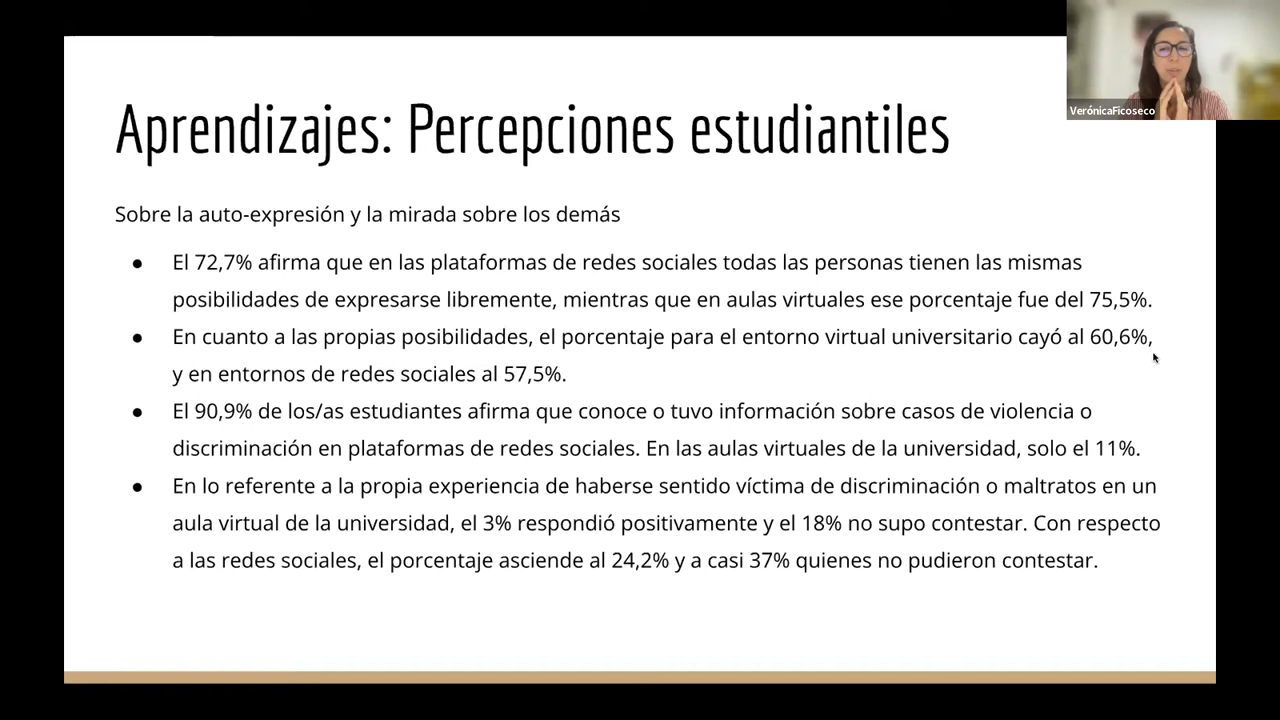 VerónicaFicoseco
Aprendizajes: Percepciones estudiantiles
Sobre la auto-expresión y la mirada sobre los demás
● El 72,7% afirma que en las plataformas de redes sociales todas las personas tienen las mismas
posibilidades de expresarse libremente, mientras que en aulas virtuales ese porcentaje fue del 75,5%.
● En cuanto a las propias posibilidades, el porcentaje para el entorno virtual universitario cayó al 60,6%,
y en entornos de redes sociales al 57,5%.
● El 90,9% de los/as estudiantes afirma que conoce o tuvo información sobre casos de violencia o
discriminación en plataformas de redes sociales. En las aulas virtuales de la universidad, solo el 11%.
● En lo referente a la propia experiencia de haberse sentido víctima de discriminación o maltratos en un
aula virtual de la universidad, el 3% respondió positivamente y el 18% no supo contestar. Con respecto
a las redes sociales, el porcentaje asciende al 24,2% y a casi 37% quienes no pudieron contestar.